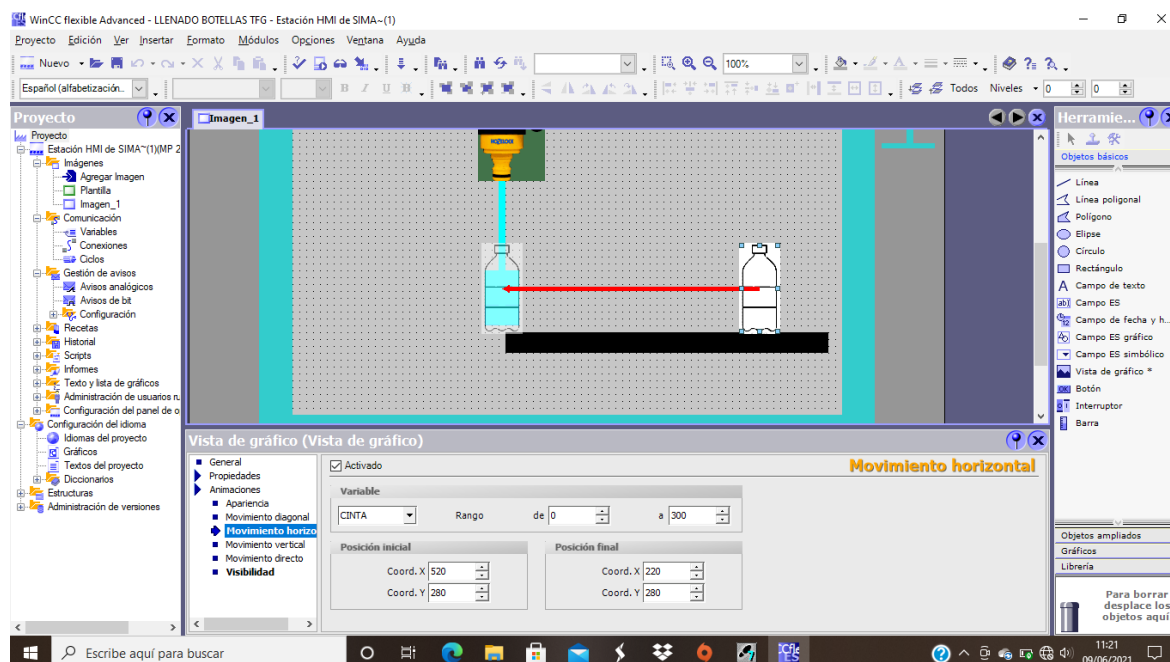 WinCC flexible Advanced - LLENADO BOTELLAS TFG - Estación HMI de SIMA~(1)
Proyecto Edición Ver Insertar Formato Módulos Opciones Ventana Ayuda
Nuevo 100%
Español (alfabetización... B I U B Todos Niveles 0 0
Proyecto
Proyecto
Estación HMI de SIMA~(1)(MP 2
Imágenes
Agregar Imagen
Plantilla
Imagen_1
Comunicación
Variables
Conexiones
Ciclos
Gestión de avisos
Avisos analógicos
Avisos de bit
Configuración
Recetas
Historial
Scripts
Informes
Texto y lista de gráficos
Administración de usuarios ru
Configuración del panel de o
Configuración del idioma
Idiomas del proyecto
Gráficos
Textos del proyecto
Diccionarios
Estructuras
Administración de versiones
Imagen_1
HOZELOCK
Vista de gráfico (Vista de gráfico)
General
Propiedades
Animaciones
Apariencia
Movimiento diagonal
Movimiento horizo
Movimiento vertical
Movimiento directo
Visibilidad
Activado
Movimiento horizontal
Variable
CINTA Rango de 0 a 300
Posición inicial
Coord. X 520
Coord. Y 280
Posición final
Coord. X 220
Coord. Y 280
Herramie...
Objetos básicos
Línea
Línea poligonal
Polígono
Elipse
Círculo
Rectángulo
Campo de texto
Campo ES
Campo de fecha y h...
Campo ES gráfico
Campo ES simbólico
Vista de gráfico *
Botón
Interruptor
Barra
Objetos ampliados
Gráficos
Librería
Para borrar
desplace los
objetos aquí
Escribe aquí para buscar
11:21
09/06/2021